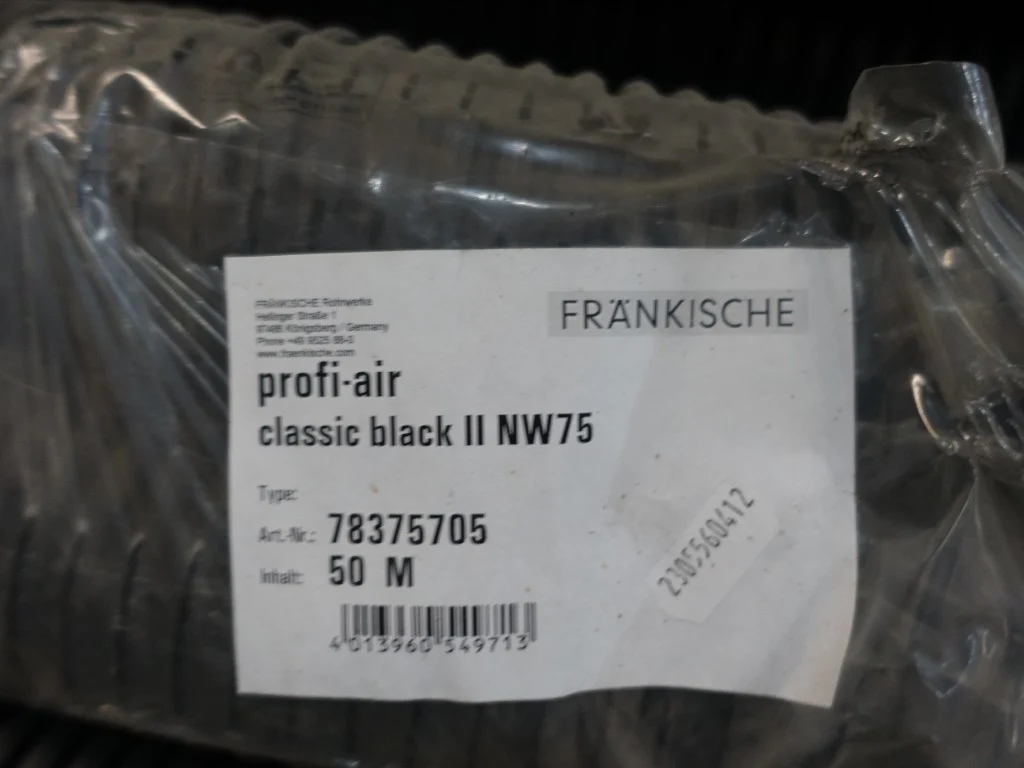 FRÄNKISCHE Rohrwerke
Hellinger Straße 1
97486 Königsberg / Germany
Phone +49 9525 88-0
www.fraenkische.com
FRÄNKISCHE
profi-air
classic black II NW75
Type:
Art.-Nr.: 78375705
Inhalt: 50 M
2305560412
4 013960 549713